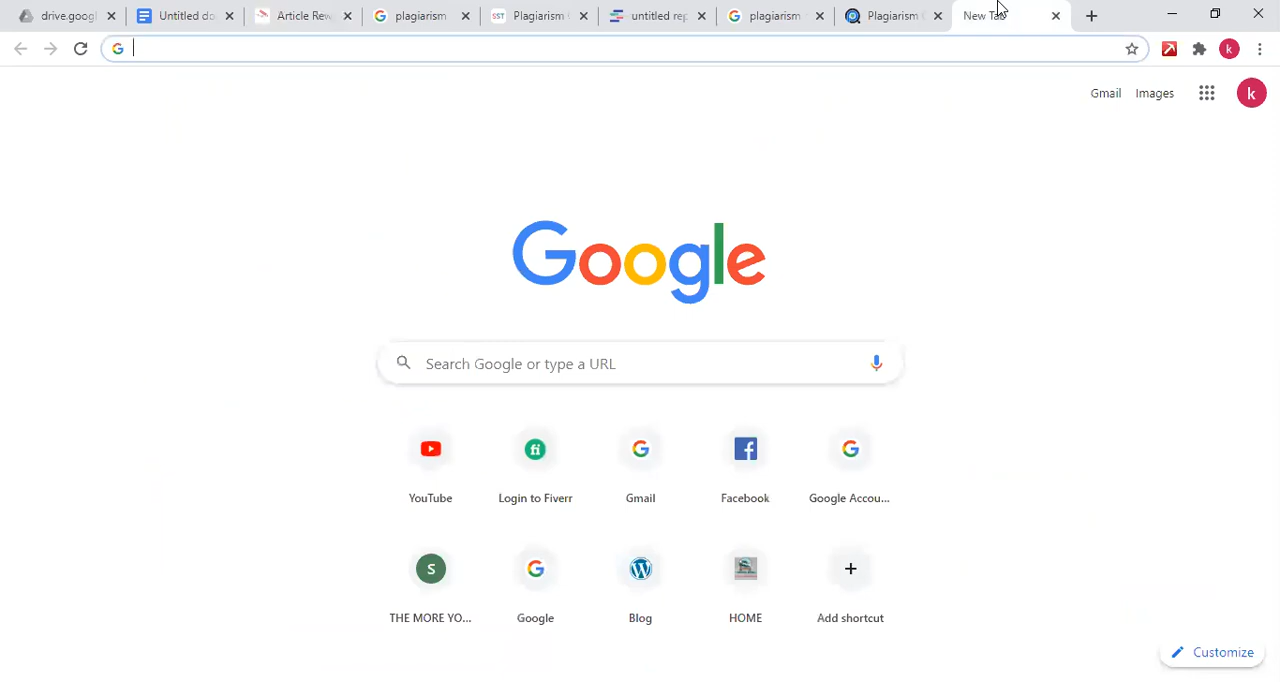 drive.googl
Untitled do
Article Rew
plagiarism
SST Plagiarism
untitled rep
plagiarism
Plagiarism
New Tab
k
Gmail Images k
Google
Search Google or type a URL
fi
YouTube Login to Fiverr Gmail Facebook Google Accou...
S
THE MORE YO... Google Blog HOME Add shortcut
Customize